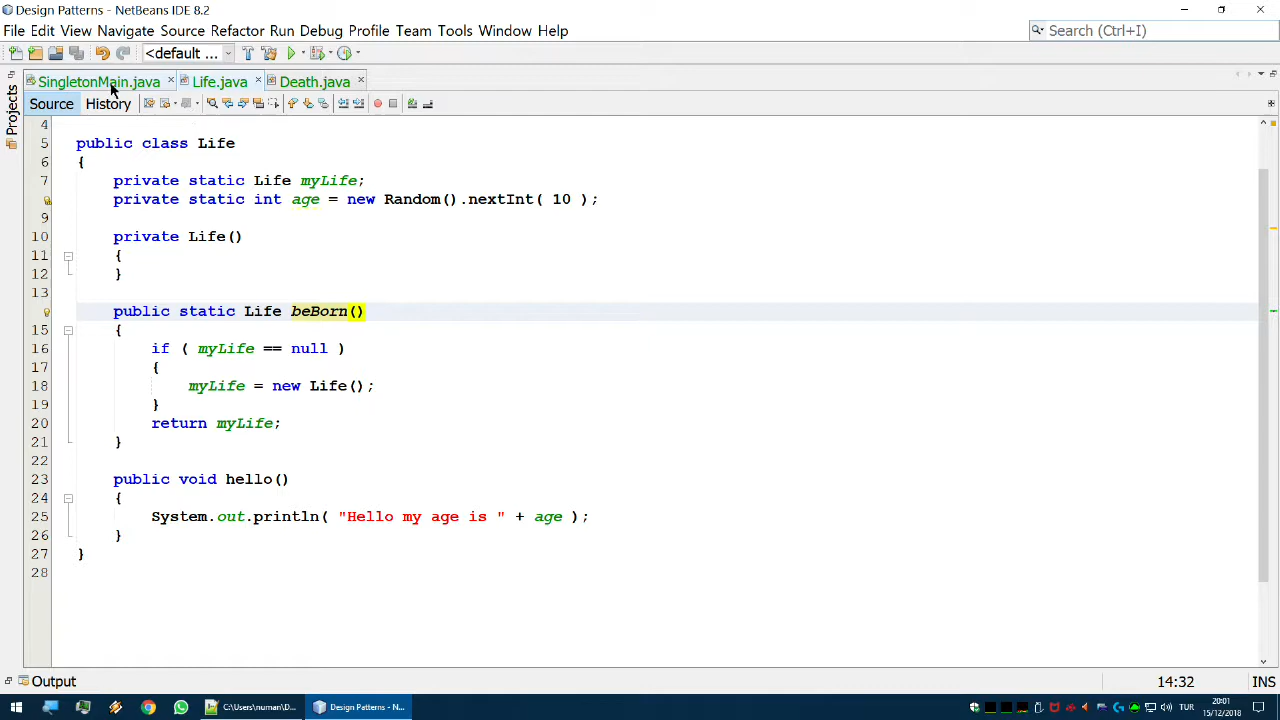 Design Patterns - NetBeans IDE 8.2
File Edit View Navigate Source Refactor Run Debug Profile Team Tools Window Help
Search (Ctrl+I)
<default ...
SingletonMain.java Life.java Death.java
Projects
Source History
4
5 public class Life
6 {
7 private static Life myLife;
private static int age = new Random().nextInt( 10 );
9
10 private Life()
11 {
12 }
13
public static Life beBorn()
15 {
16 if ( myLife == null )
17 {
18 myLife = new Life();
19 }
20 return myLife;
21 }
22
23 public void hello()
24 {
25 System.out.println( "Hello my age is " + age );
26 }
27 }
28
Output
14:32 INS
C:\Users\numan\D... Design Patterns - N... TUR 20:01
15/12/2018